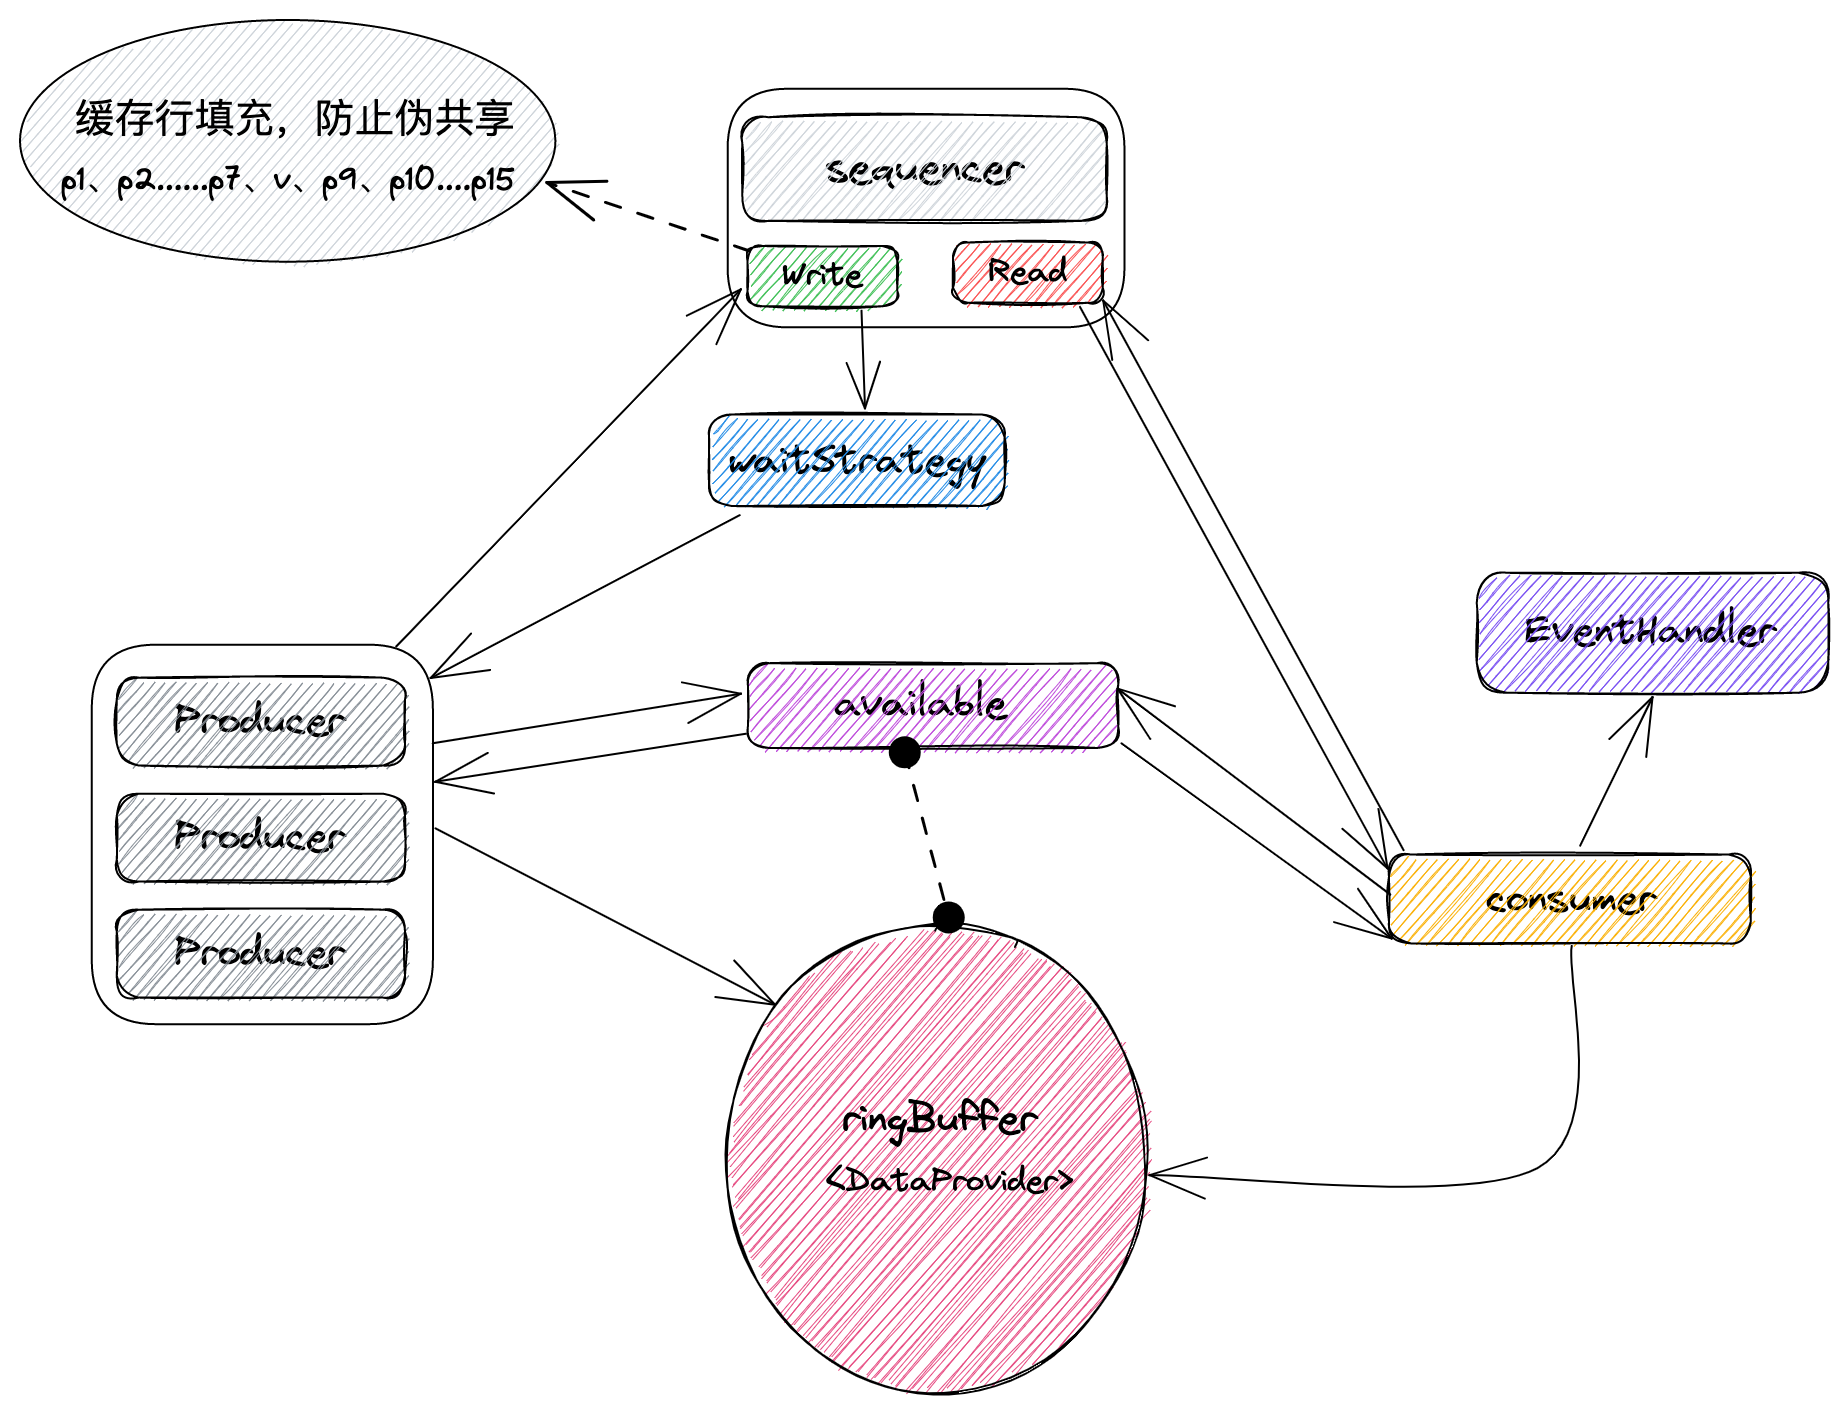 缓存行填充，防止伪共享
p1、p2......p7、v、p9、p10....p15
sequencer
Write
Read
waitStrategy
EventHandler
Producer
available
Producer
consumer
Producer
ringBuffer
<DataProvider>